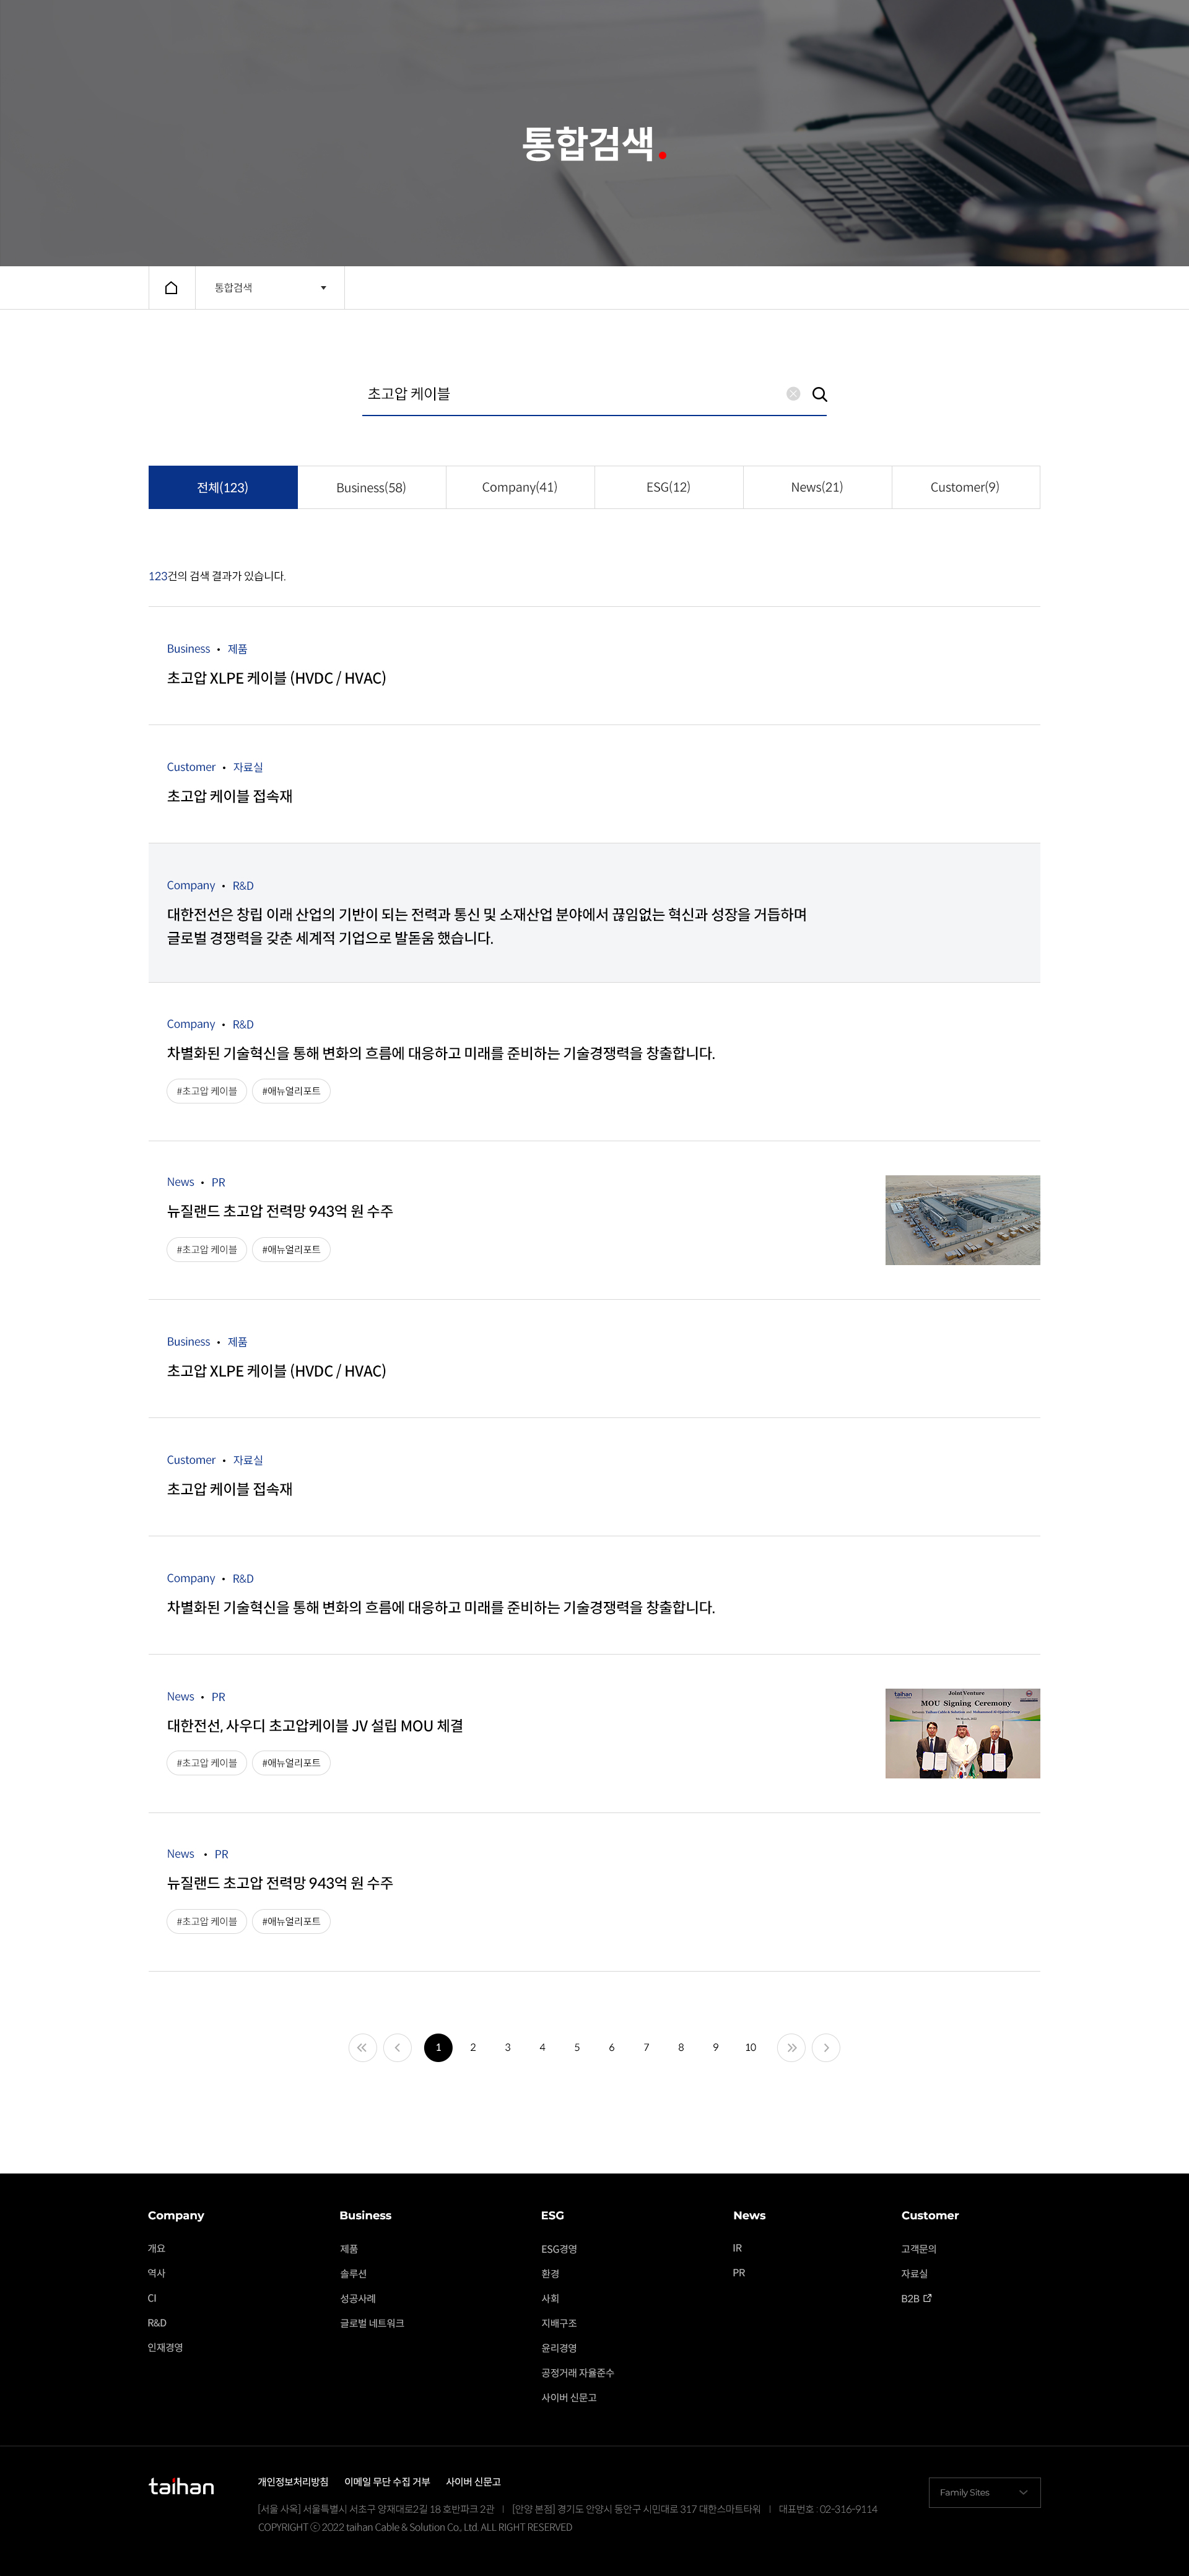 통합검색.
통합검색
초고압 케이블
전체(123)
Business(58)
Company(41)
ESG(12)
News(21)
Customer(9)
123건의 검색 결과가 있습니다.
Business • 제품
초고압 XLPE 케이블 (HVDC / HVAC)
Customer • 자료실
초고압 케이블 접속재
Company • R&D
대한전선은 창립 이래 산업의 기반이 되는 전력과 통신 및 소재산업 분야에서 끊임없는 혁신과 성장을 거듭하며
글로벌 경쟁력을 갖춘 세계적 기업으로 발돋움 했습니다.
Company • R&D
차별화된 기술혁신을 통해 변화의 흐름에 대응하고 미래를 준비하는 기술경쟁력을 창출합니다.
#초고압 케이블 #애뉴얼리포트
News • PR
뉴질랜드 초고압 전력망 943억 원 수주
#초고압 케이블 #애뉴얼리포트
Business • 제품
초고압 XLPE 케이블 (HVDC / HVAC)
Customer • 자료실
초고압 케이블 접속재
Company • R&D
차별화된 기술혁신을 통해 변화의 흐름에 대응하고 미래를 준비하는 기술경쟁력을 창출합니다.
News • PR
대한전선, 사우디 초고압케이블 JV 설립 MOU 체결
#초고압 케이블 #애뉴얼리포트
taihan
Joint Venture
MOU Signing Ceremony
News • PR
뉴질랜드 초고압 전력망 943억 원 수주
#초고압 케이블 #애뉴얼리포트
1 2 3 4 5 6 7 8 9 10
Company
개요
역사
CI
R&D
인재경영
Business
제품
솔루션
성공사례
글로벌 네트워크
ESG
ESG경영
환경
사회
지배구조
윤리경영
공정거래 자율준수
사이버 신문고
News
IR
PR
Customer
고객문의
자료실
B2B
taihan
개인정보처리방침 이메일 무단 수집 거부 사이버 신문고
[서울 사옥] 서울특별시 서초구 양재대로2길 18 호반파크 2관 | [안양 본점] 경기도 안양시 동안구 시민대로 317 대한스마트타워 | 대표번호 : 02-316-9114
COPYRIGHT ⓒ 2022 taihan Cable & Solution Co., Ltd. ALL RIGHT RESERVED
Family Sites